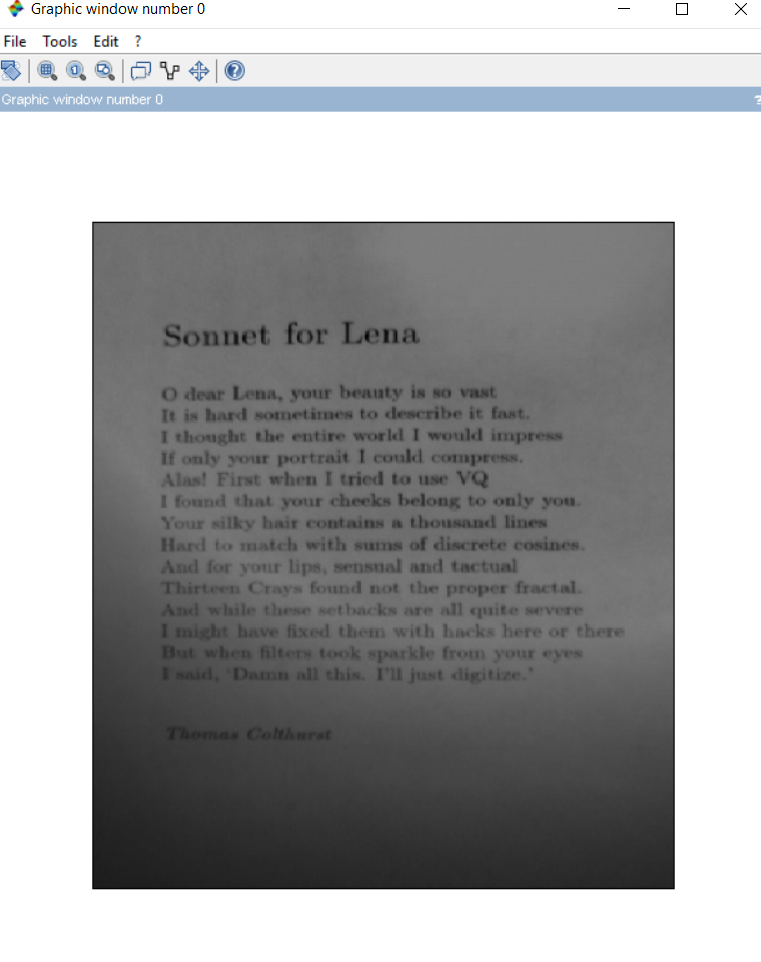 Graphic window number 0
File Tools Edit ?
Graphic window number 0 ?
Sonnet for Lena
O dear Lena, your beauty is so vast
It is hard sometimes to describe it fast.
I thought the entire world I would impress
If only your portrait I could compress.
Alas! First when I tried to use VQ
I found that your cheeks belong to only you.
Your silky hair contains a thousand lines
Hard to match with sums of discrete cosines.
And for your lips, sensual and tactual
Thirteen Crays found not the proper fractal.
And while these setbacks are all quite severe
I might have fixed them with hacks here or there
But when filters took sparkle from your eyes
I said, 'Damn all this. I'll just digitize.'
Thomas Colthurst